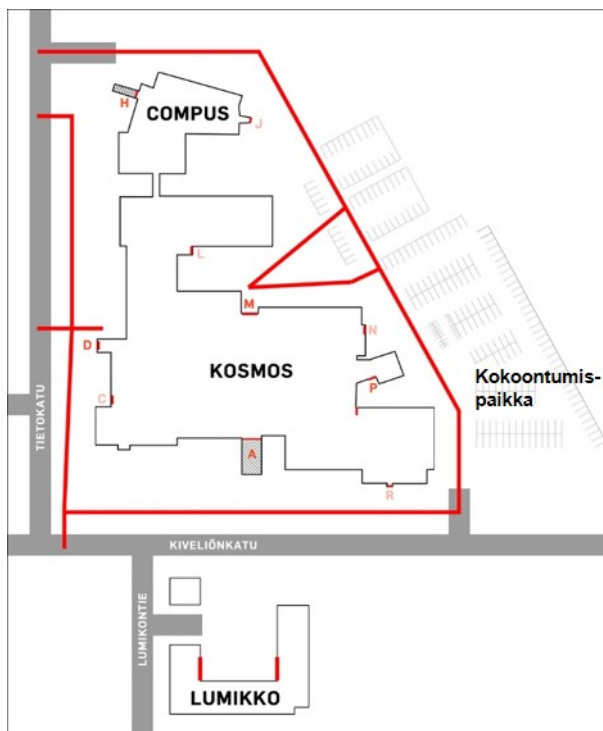 H
COMPUS
J
L
M
N
D
KOSMOS
P
Kokoontumis-
paikka
C
TIETOKATU
A
R
KIVELIÖNKATU
LUMIKONTIE
LUMIKKO